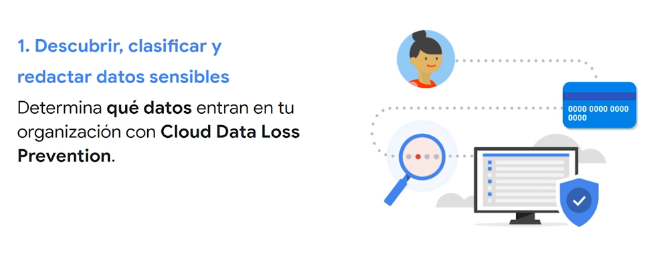 1. Descubrir, clasificar y
redactar datos sensibles
Determina qué datos entran en tu
organización con Cloud Data Loss
Prevention.
0000 0000 0000
0000